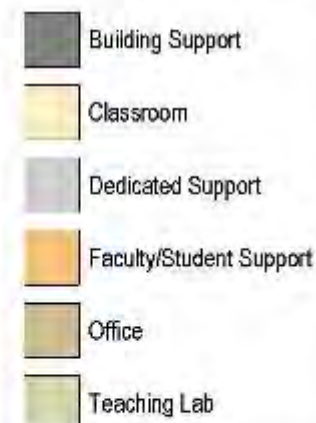 Building Support
Classroom
Dedicated Support
Faculty/Student Support
Office
Teaching Lab